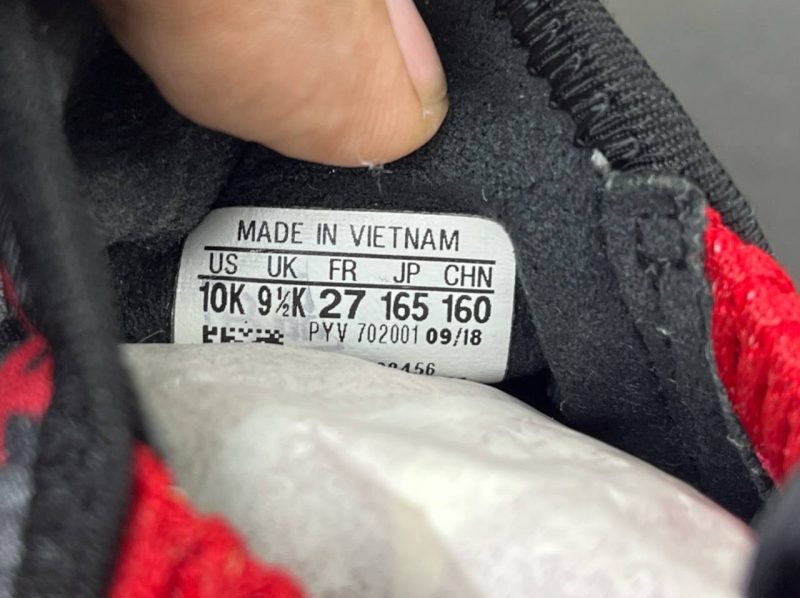 MADE IN VIETNAM
US UK FR JP CHN
10K 9½K 27 165 160
PYV 702001 09/18